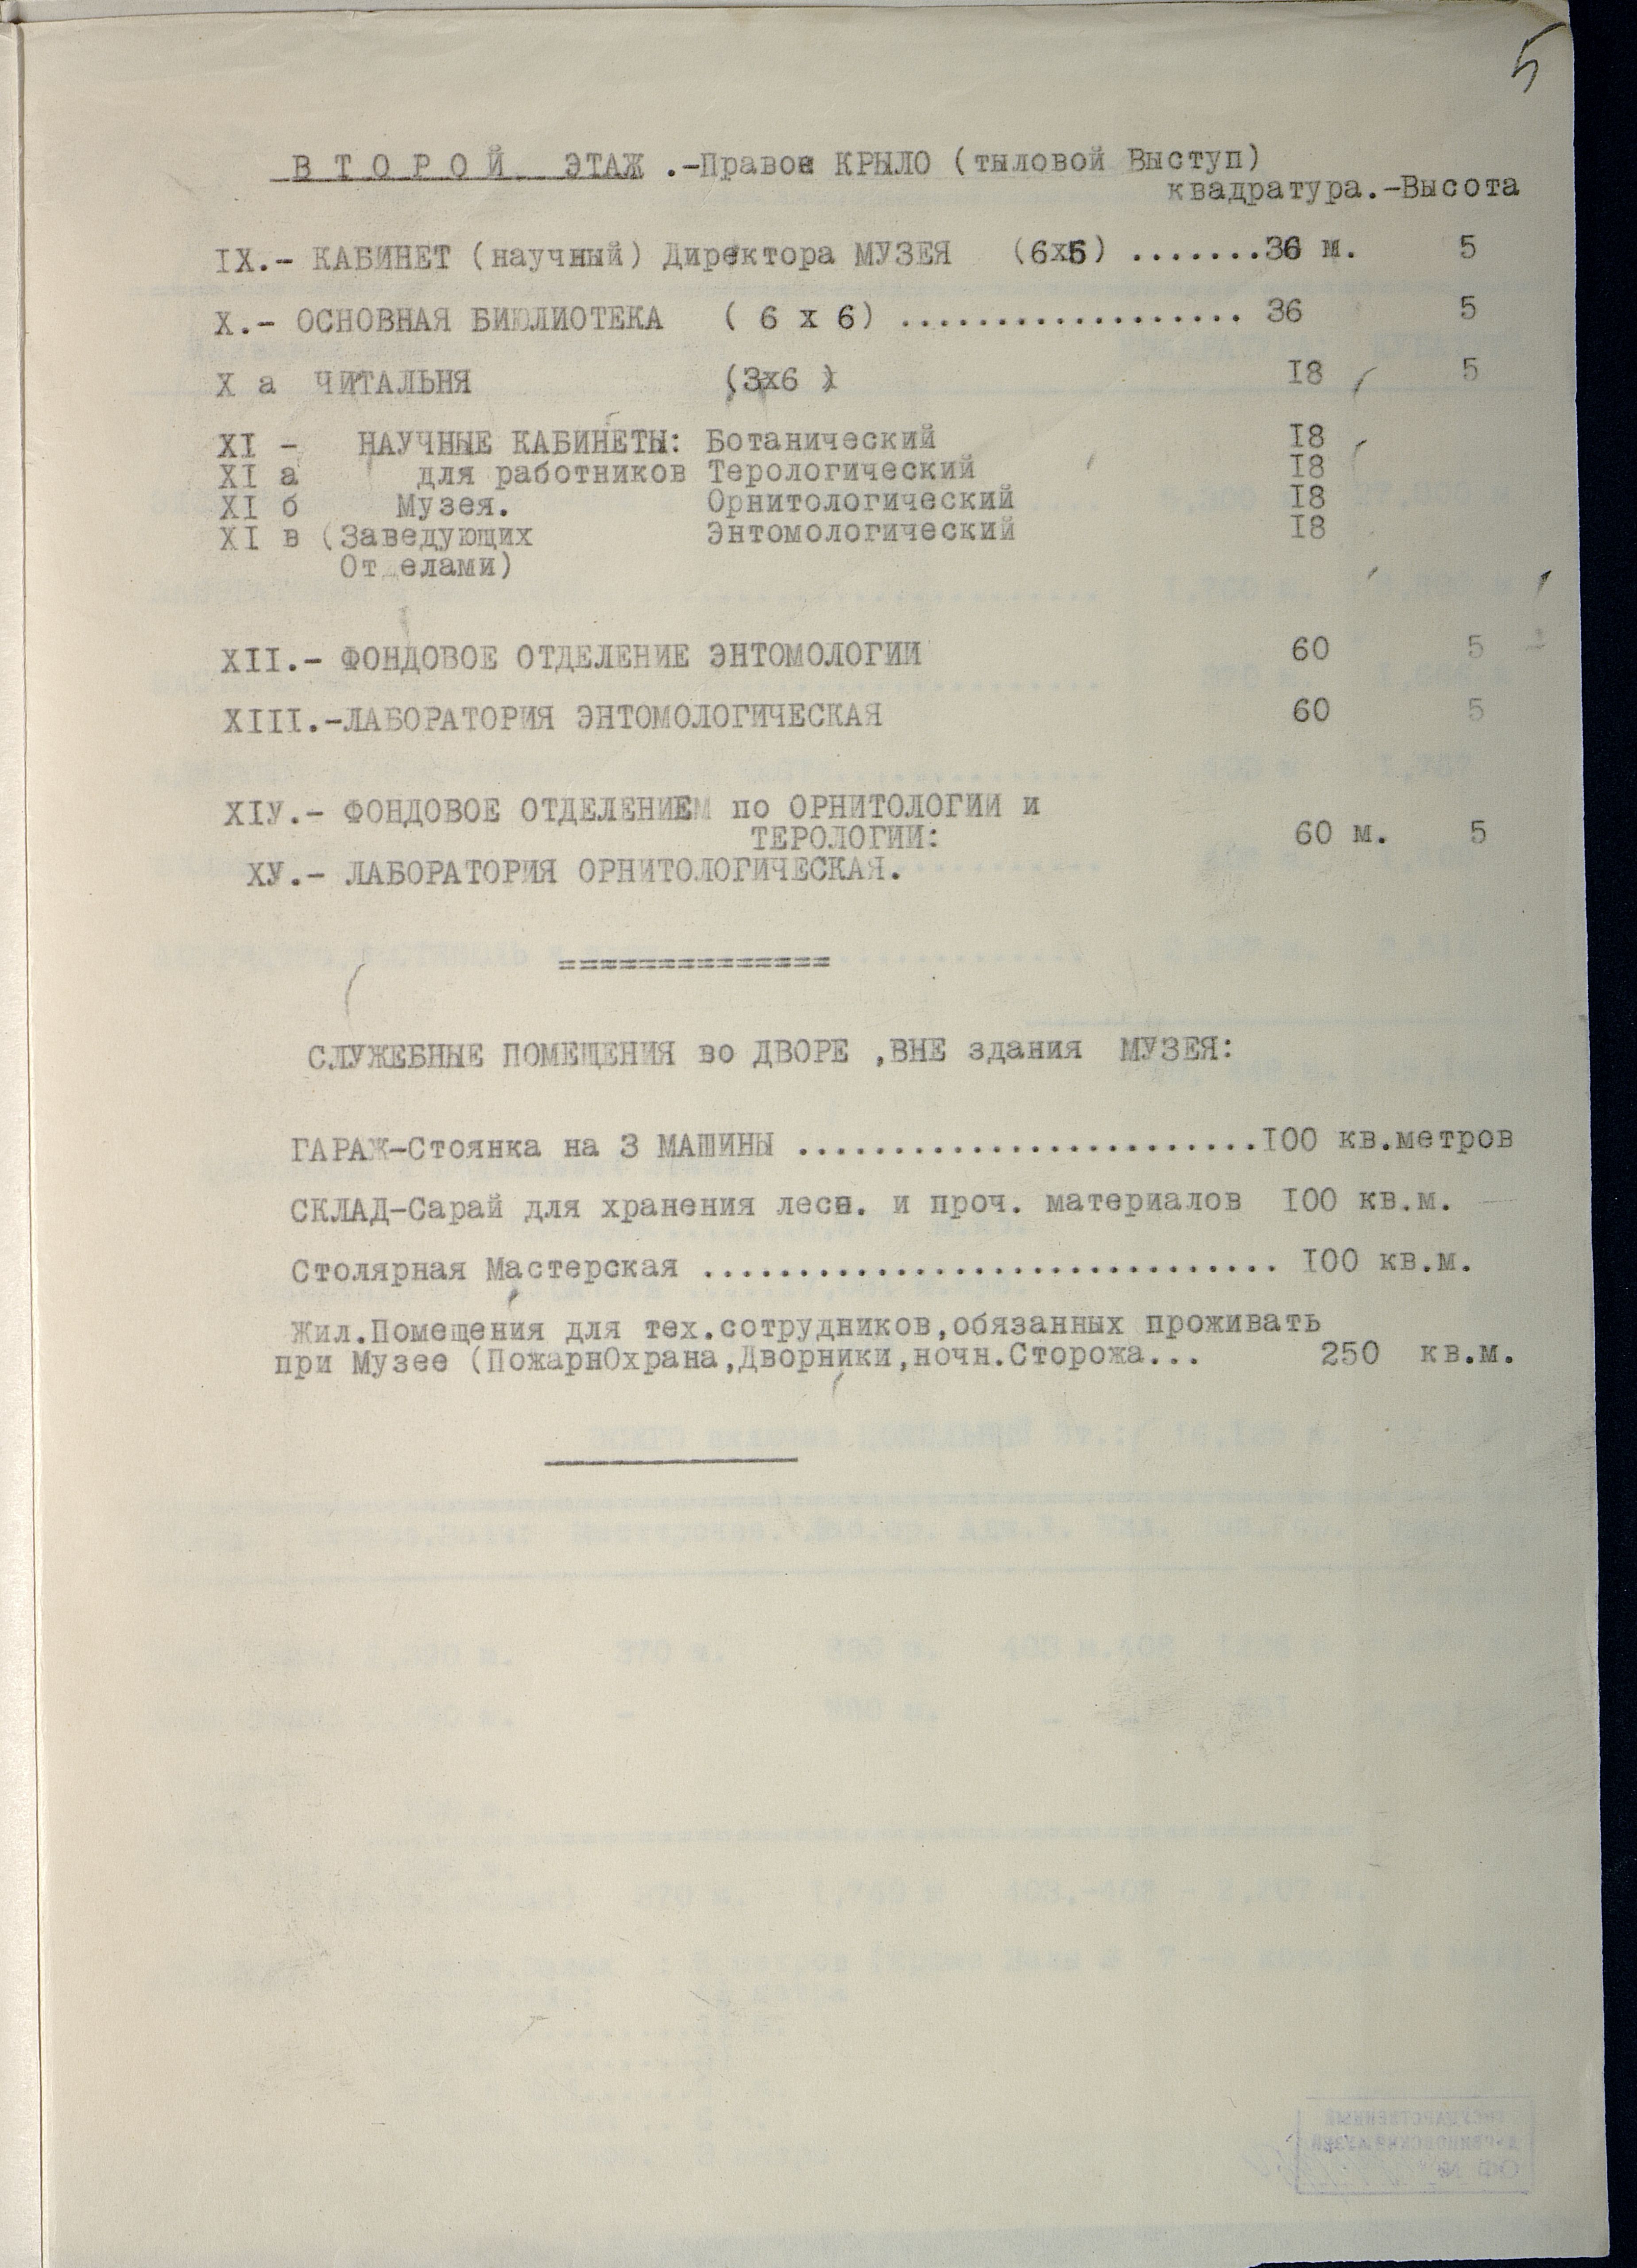 5
ВТОРОЙ ЭТАЖ .-Правое КРЫЛО (тыловой Выступ)
квадратура.-Высота
IX.- КАБИНЕТ (научный) Директора МУЗЕЯ (6х6) .......36 м. 5
X.- ОСНОВНАЯ БИБЛИОТЕКА ( 6 х 6) .................. 36 5
X а ЧИТАЛЬНЯ (3х6 ) I8 5
XI - НАУЧНЫЕ КАБИНЕТЫ: Ботанический I8
XI а для работников Терологический I8
XI б Музея. Орнитологический I8
XI в (Заведующих Энтомологический I8
Отделами)
XII.- ФОНДОВОЕ ОТДЕЛЕНИЕ ЭНТОМОЛОГИИ 60 5
XIII.-ЛАБОРАТОРИЯ ЭНТОМОЛОГИЧЕСКАЯ 60 5
XIУ.- ФОНДОВОЕ ОТДЕЛЕНИЕМ по ОРНИТОЛОГИИ и
ТЕРОЛОГИИ: 60 м. 5
ХУ.- ЛАБОРАТОРИЯ ОРНИТОЛОГИЧЕСКАЯ.
==============
СЛУЖЕБНЫЕ ПОМЕЩЕНИЯ во ДВОРЕ ,ВНЕ здания МУЗЕЯ:
ГАРАЖ-Стоянка на 3 МАШИНЫ ........................I00 кв.метров
СКЛАД-Сарай для хранения лесн. и проч. материалов I00 кв.м.
Столярная Мастерская .............................. I00 кв.м.
Жил.Помещения для тех.сотрудников,обязанных проживать
при Музее (ПожарнОхрана,Дворники,ночн.Сторожа... 250 кв.м.